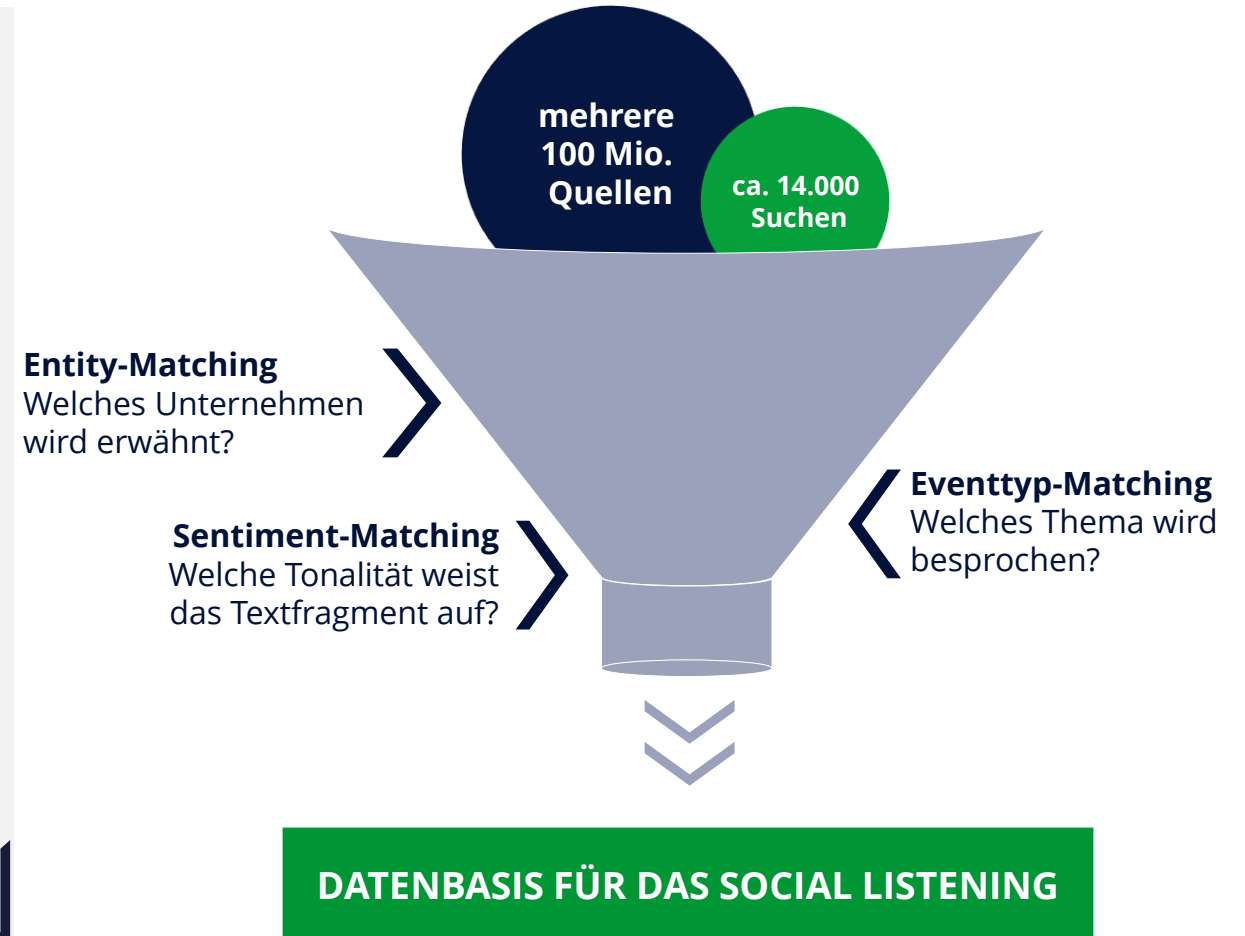 mehrere
100 Mio.
Quellen
ca. 14.000
Suchen
Entity-Matching
Welches Unternehmen
wird erwähnt?
Eventtyp-Matching
Welches Thema wird
besprochen?
Sentiment-Matching
Welche Tonalität weist
das Textfragment auf?
DATENBASIS FÜR DAS SOCIAL LISTENING